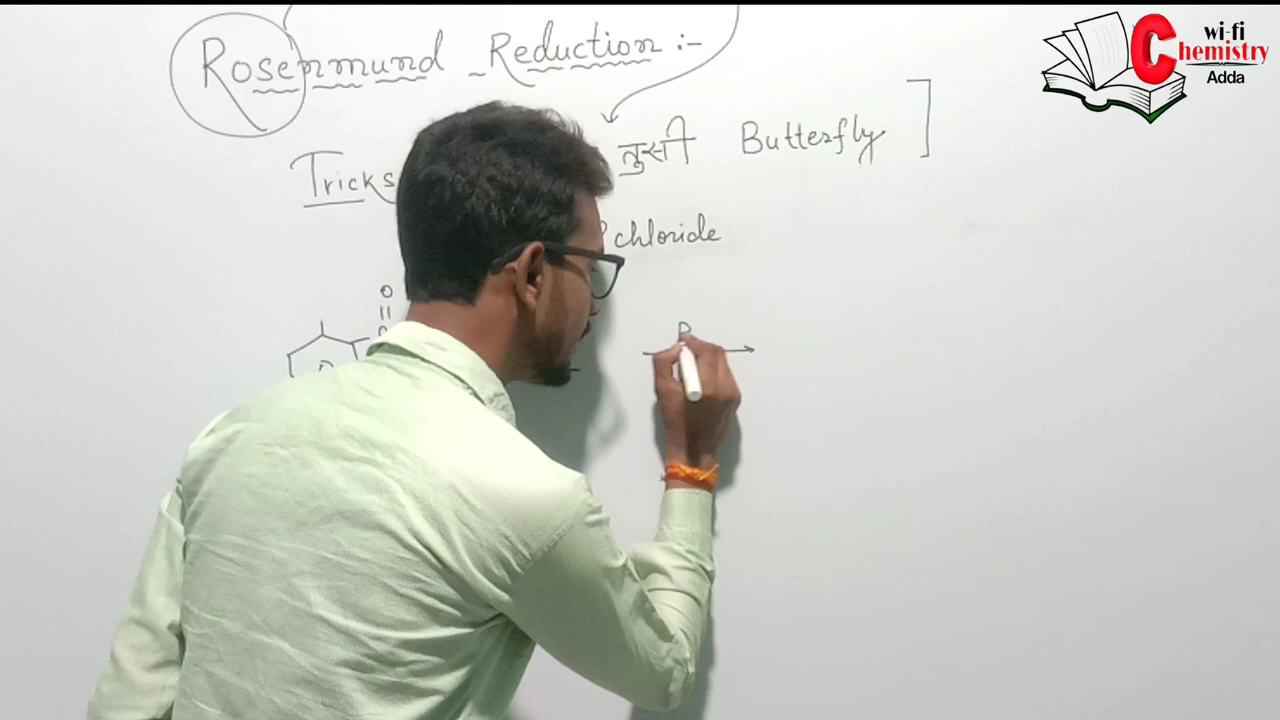 Rosenmund Reduction :-
wi-fi
Chemistry
Adda
Tricks तुसी Butterfly ]
chloride
O